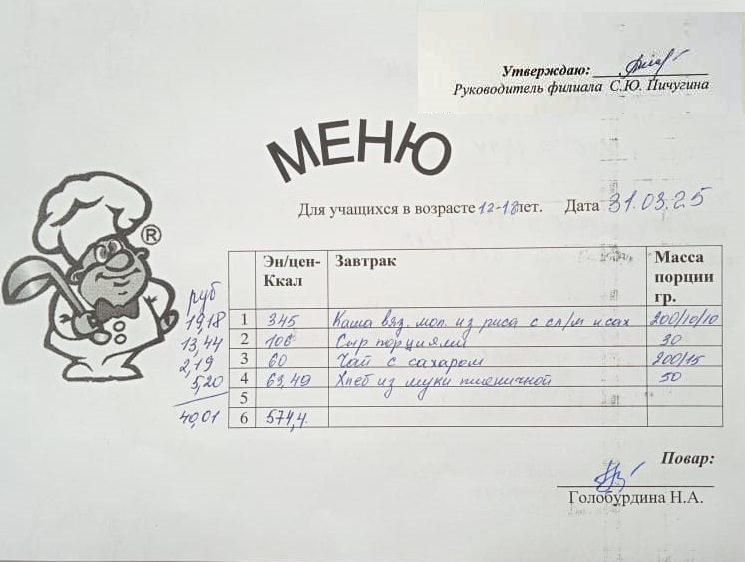 Утверждаю:
Руководитель филиала С.Ю. Пичугина
МЕНЮ
Для учащихся в возрасте 12-18лет. Дата 31.03.25
®
Эн/цен-Ккал Завтрак Масса порции гр.
руб
19,18 1 345 Каша вяз. мол. из риса с сл/м и сах 200/10/10
13,44 2 106 Сыр порциями 30
2,19 3 60 Чай с сахаром 200/15
5,20 4 63,49 Хлеб из муки пшеничной 50
5
40,01 6 574,4
Повар:
Голобурдина Н.А.